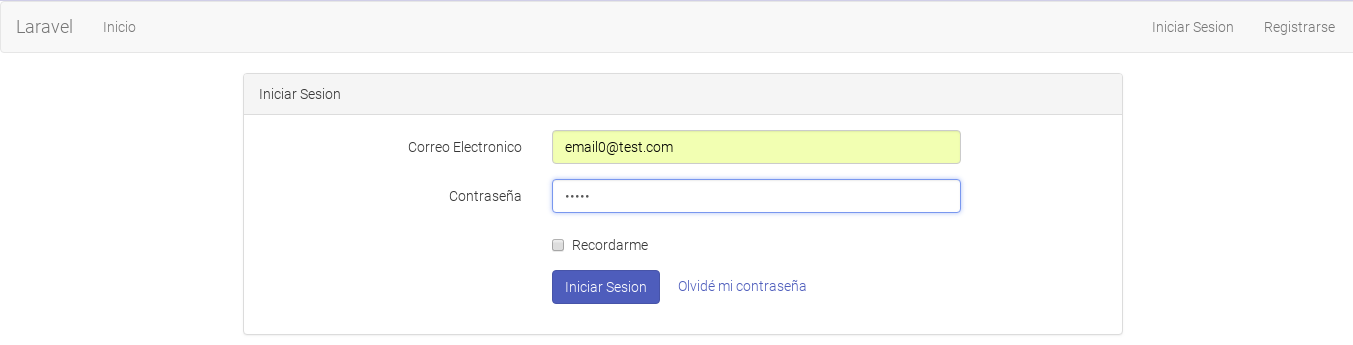 Laravel Inicio Iniciar Sesion Registrarse
Iniciar Sesion
Correo Electronico email0@test.com
Contraseña •••••
Recordarme
Iniciar Sesion Olvidé mi contraseña